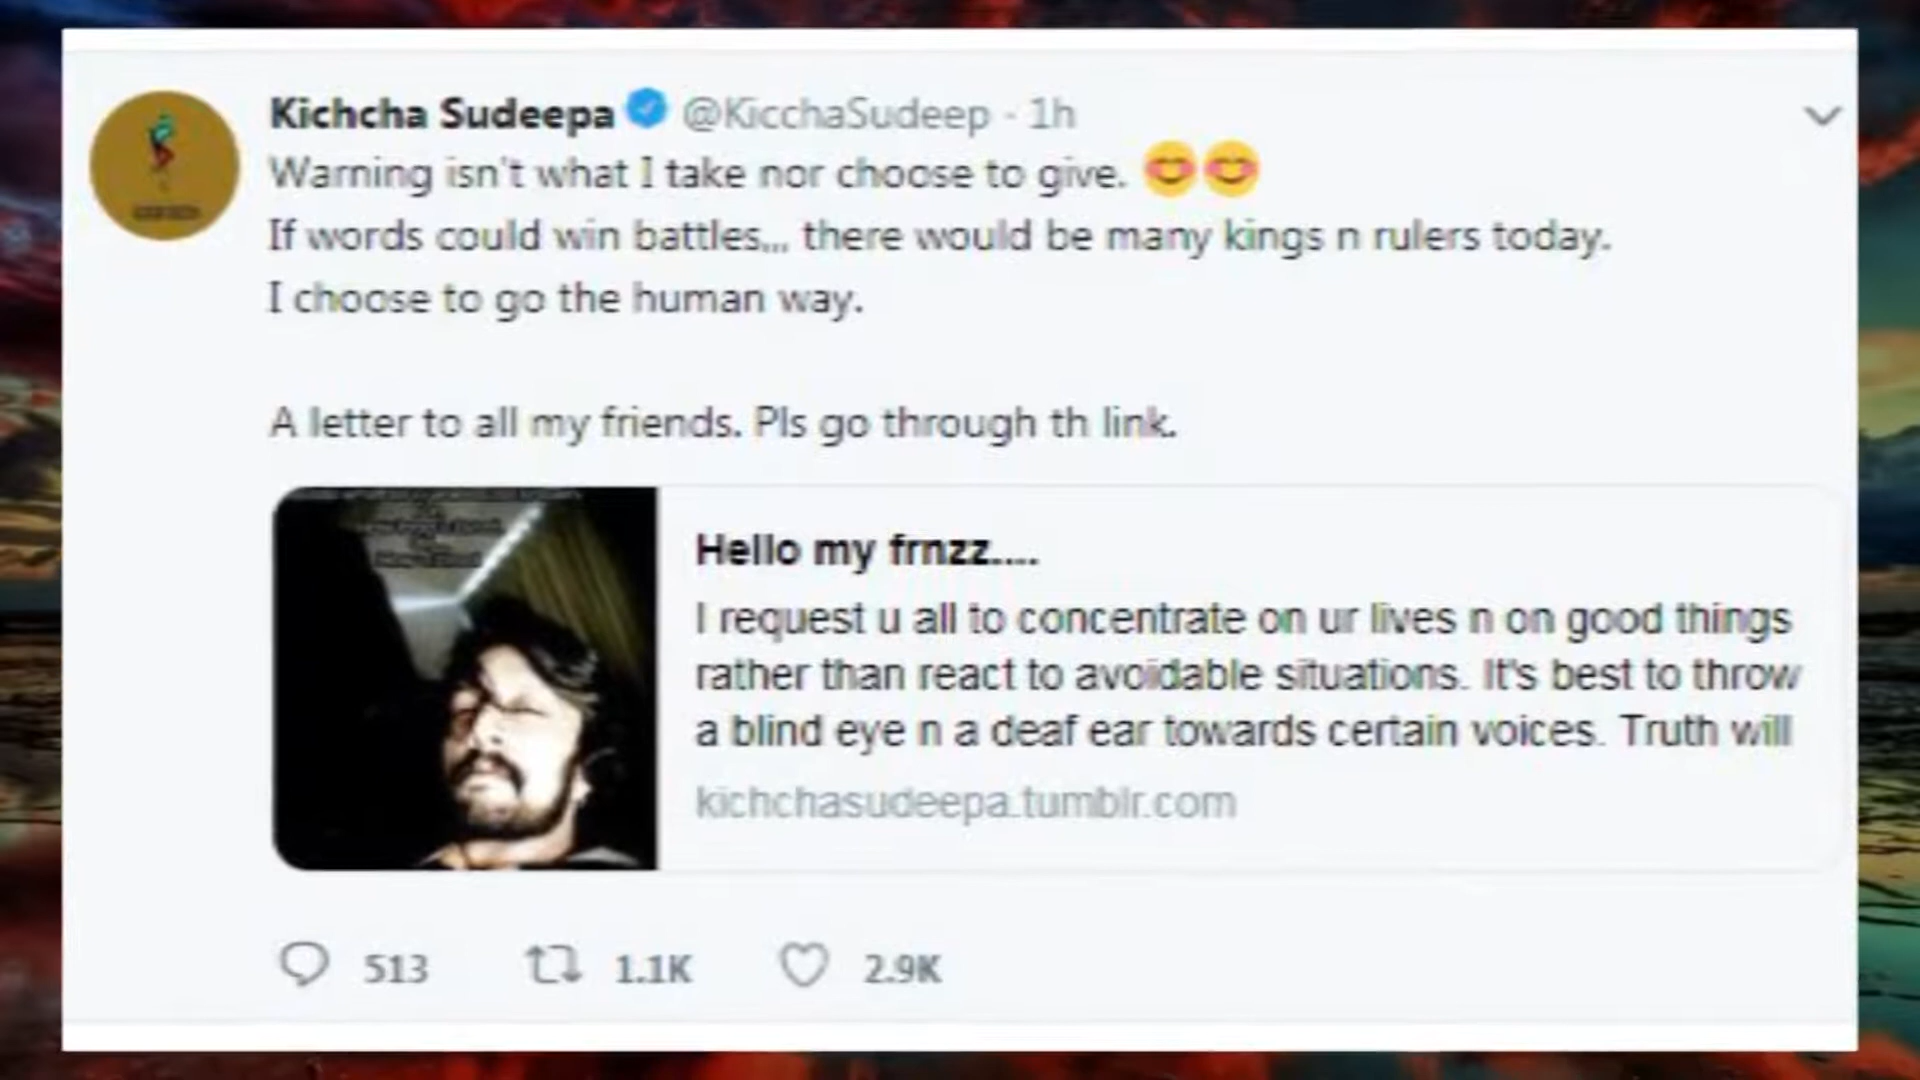 Kichcha Sudeepa @KicchaSudeep · 1h
Warning isn't what I take nor choose to give. 😊😊
If words could win battles... there would be many kings n rulers today.
I choose to go the human way.
A letter to all my friends. Pls go through th link.
Hello my frnzz....
I request u all to concentrate on ur lives n on good things
rather than react to avoidable situations. It's best to throw
a blind eye n a deaf ear towards certain voices. Truth will
kichchasudeepa.tumblr.com
513 1.1K 2.9K